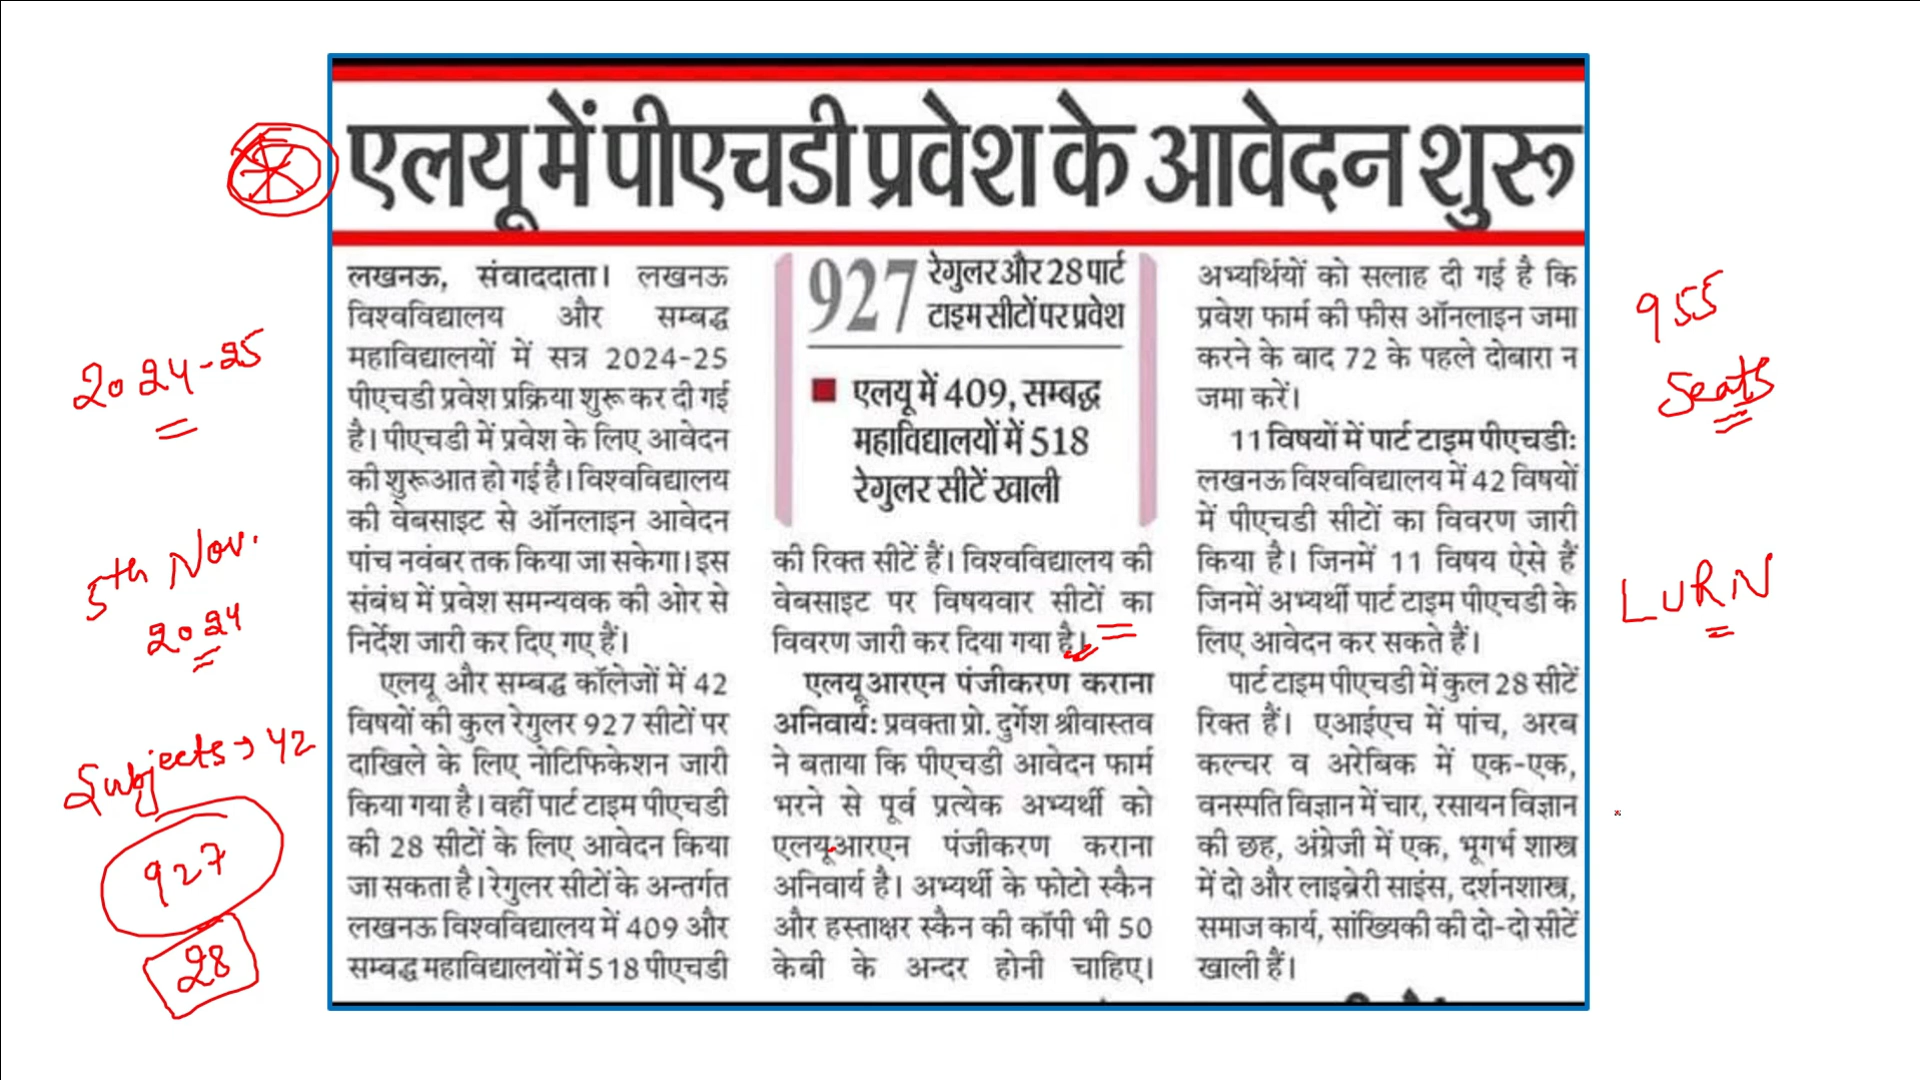 एलयू में पीएचडी प्रवेश के आवेदन शुरू
लखनऊ, संवाददाता। लखनऊ
विश्वविद्यालय और सम्बद्ध
महाविद्यालयों में सत्र 2024-25
पीएचडी प्रवेश प्रक्रिया शुरू कर दी गई
है। पीएचडी में प्रवेश के लिए आवेदन
की शुरूआत हो गई है। विश्वविद्यालय
की वेबसाइट से ऑनलाइन आवेदन
पांच नवंबर तक किया जा सकेगा। इस
संबंध में प्रवेश समन्यवक की ओर से
निर्देश जारी कर दिए गए हैं।
एलयू और सम्बद्ध कॉलेजों में 42
विषयों की कुल रेगुलर 927 सीटों पर
दाखिले के लिए नोटिफिकेशन जारी
किया गया है। वहीं पार्ट टाइम पीएचडी
की 28 सीटों के लिए आवेदन किया
जा सकता है। रेगुलर सीटों के अन्तर्गत
लखनऊ विश्वविद्यालय में 409 और
सम्बद्ध महाविद्यालयों में 518 पीएचडी
927 रेगुलर और 28 पार्ट
टाइम सीटों पर प्रवेश
एलयू में 409, सम्बद्ध
महाविद्यालयों में 518
रेगुलर सीटें खाली
की रिक्त सीटें हैं। विश्वविद्यालय की
वेबसाइट पर विषयवार सीटों का
विवरण जारी कर दिया गया है।
एलयूआरएन पंजीकरण कराना
अनिवार्य: प्रवक्ता प्रो. दुर्गेश श्रीवास्तव
ने बताया कि पीएचडी आवेदन फार्म
भरने से पूर्व प्रत्येक अभ्यर्थी को
एलयूआरएन पंजीकरण कराना
अनिवार्य है। अभ्यर्थी के फोटो स्कैन
और हस्ताक्षर स्कैन की कॉपी भी 50
केबी के अन्दर होनी चाहिए।
अभ्यर्थियों को सलाह दी गई है कि
प्रवेश फार्म की फीस ऑनलाइन जमा
करने के बाद 72 के पहले दोबारा न
जमा करें।
11 विषयों में पार्ट टाइम पीएचडी:
लखनऊ विश्वविद्यालय में 42 विषयों
में पीएचडी सीटों का विवरण जारी
किया है। जिनमें 11 विषय ऐसे हैं
जिनमें अभ्यर्थी पार्ट टाइम पीएचडी के
लिए आवेदन कर सकते हैं।
पार्ट टाइम पीएचडी में कुल 28 सीटें
रिक्त हैं। एआईएच में पांच, अरब
कल्चर व अरेबिक में एक-एक,
वनस्पति विज्ञान में चार, रसायन विज्ञान
की छह, अंग्रेजी में एक, भूगर्भ शास्त्र
में दो और लाइब्रेरी साइंस, दर्शनशास्त्र,
समाज कार्य, सांख्यिकी की दो-दो सीटें
खाली हैं।
2024-25
5th Nov.
2024
Subjects → 42
927
28
955
Seats
LURN